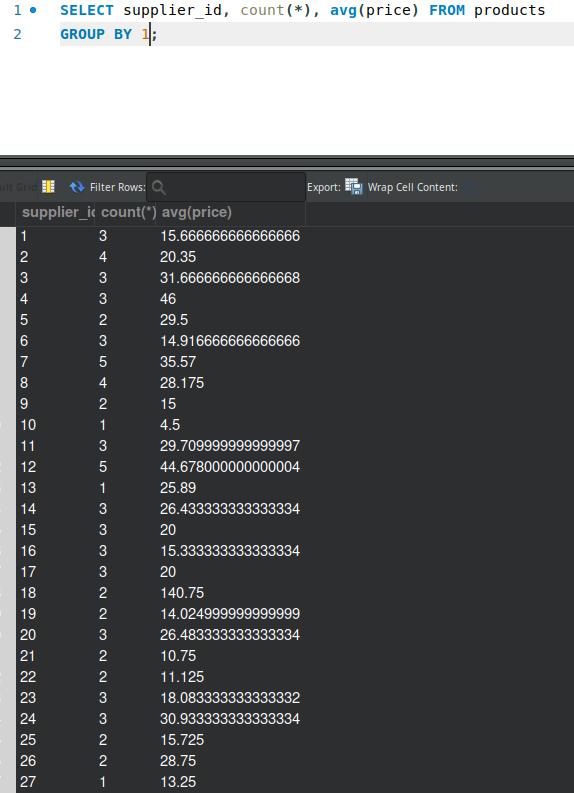 1 SELECT supplier_id, count(*), avg(price) FROM products
2 GROUP BY 1;
ult Grid Filter Rows: Export: Wrap Cell Content:
supplier_ic count(*) avg(price)
1 3 15.666666666666666
2 4 20.35
3 3 31.666666666666668
4 3 46
5 2 29.5
6 3 14.916666666666666
7 5 35.57
8 4 28.175
9 2 15
10 1 4.5
11 3 29.709999999999997
12 5 44.678000000000004
13 1 25.89
14 3 26.433333333333334
15 3 20
16 3 15.333333333333334
17 3 20
18 2 140.75
19 2 14.024999999999999
20 3 26.483333333333334
21 2 10.75
22 2 11.125
23 3 18.083333333333332
24 3 30.933333333333334
25 2 15.725
26 2 28.75
27 1 13.25